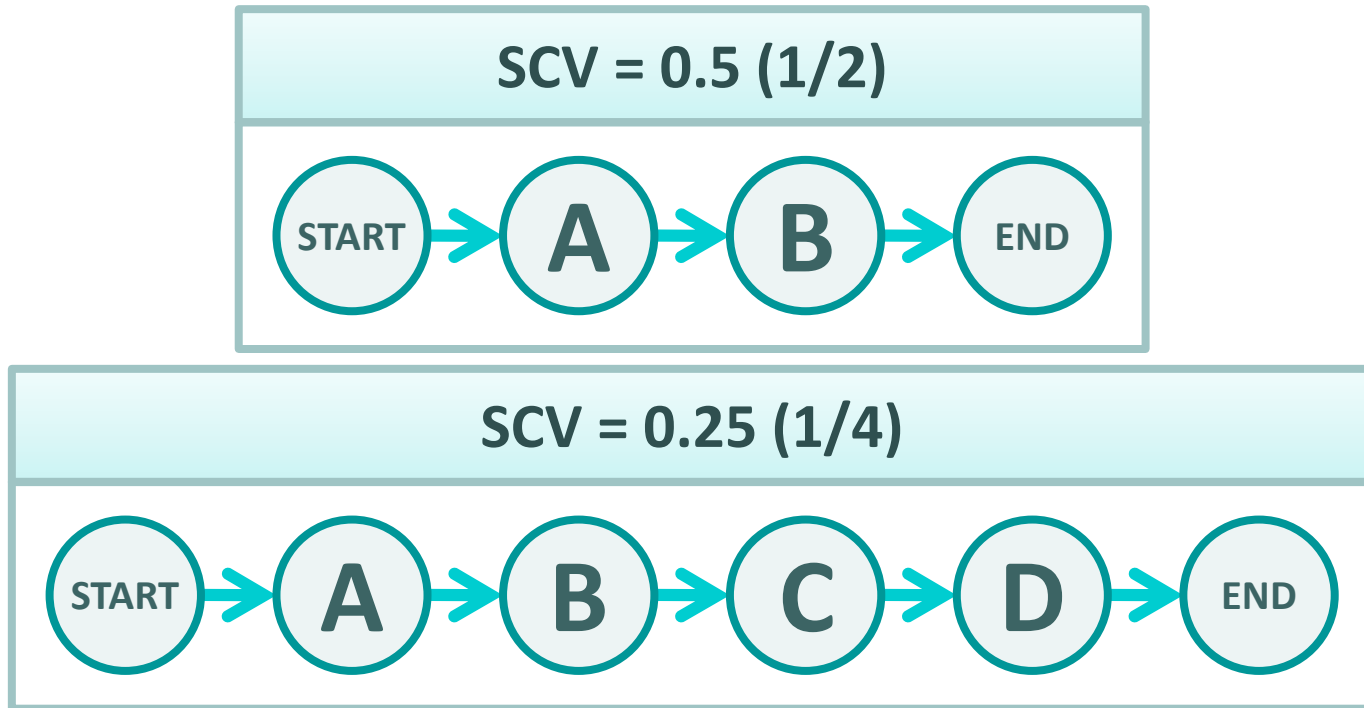 SCV = 0.5 (1/2)
START A B END
SCV = 0.25 (1/4)
START A B C D END